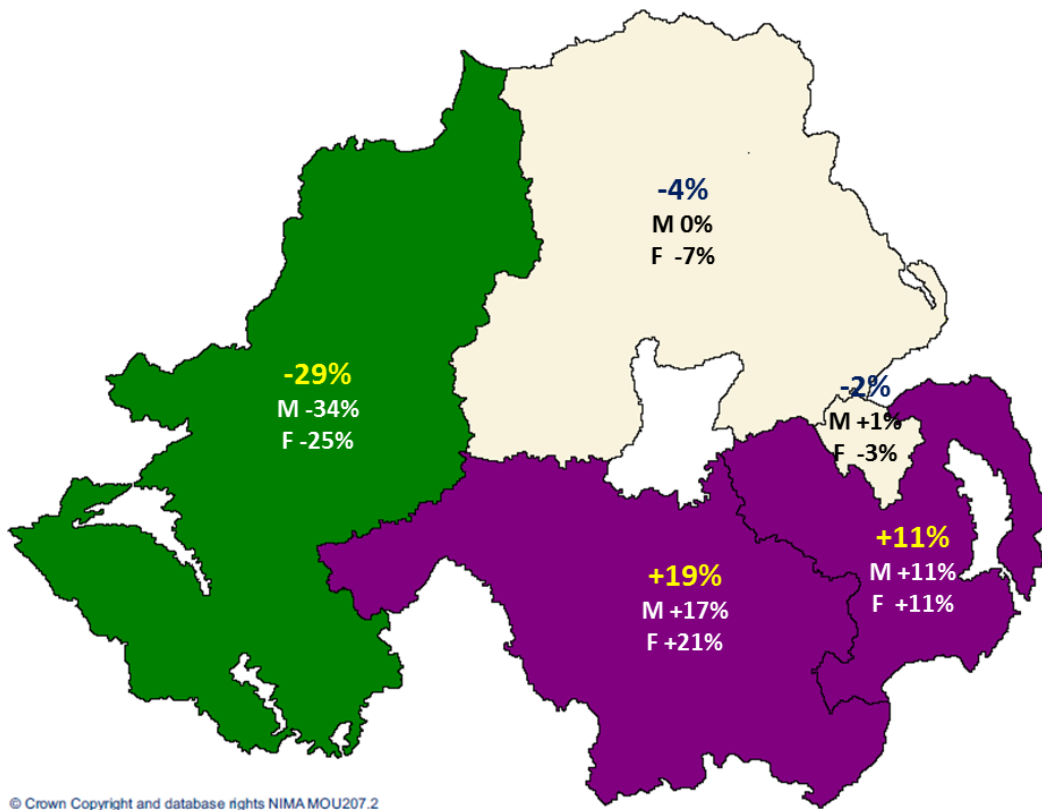 -4%
M 0%
F -7%
-29%
M -34%
F -25%
-2%
M +1%
F -3%
+11%
M +11%
F +11%
+19%
M +17%
F +21%
© Crown Copyright and database rights NIMA MOU207.2